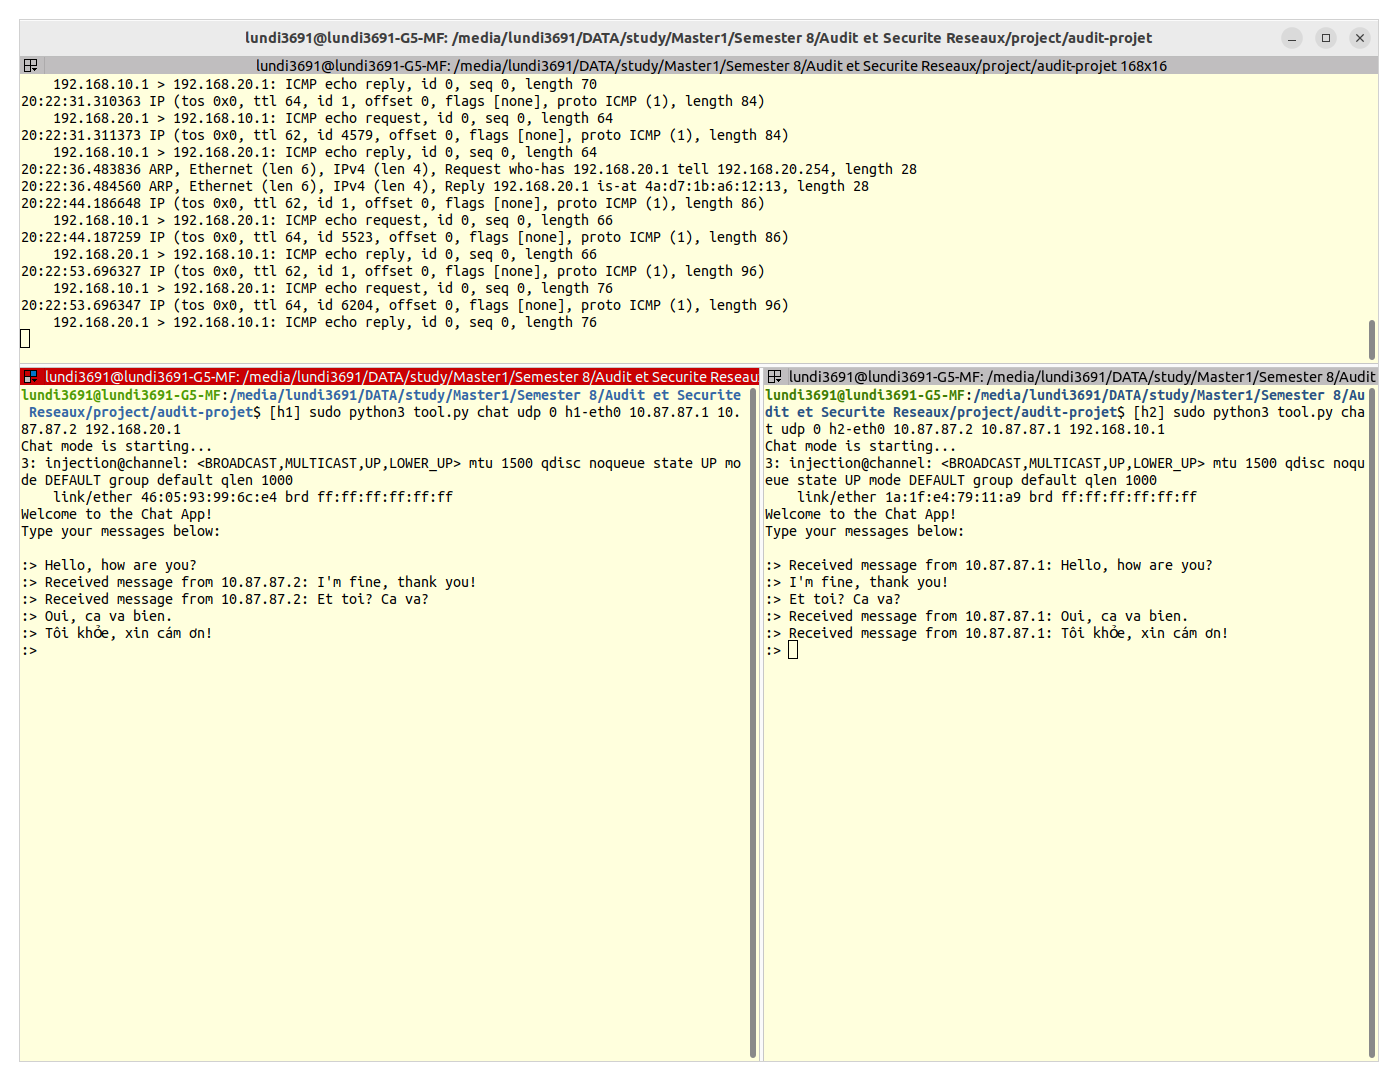 lundi3691@lundi3691-G5-MF: /media/lundi3691/DATA/study/Master1/Semester 8/Audit et Securite Reseaux/project/audit-projet
lundi3691@lundi3691-G5-MF: /media/lundi3691/DATA/study/Master1/Semester 8/Audit et Securite Reseaux/project/audit-projet 168x16
    192.168.10.1 > 192.168.20.1: ICMP echo reply, id 0, seq 0, length 70
20:22:31.310363 IP (tos 0x0, ttl 64, id 1, offset 0, flags [none], proto ICMP (1), length 84)
    192.168.20.1 > 192.168.10.1: ICMP echo request, id 0, seq 0, length 64
20:22:31.311373 IP (tos 0x0, ttl 62, id 4579, offset 0, flags [none], proto ICMP (1), length 84)
    192.168.10.1 > 192.168.20.1: ICMP echo reply, id 0, seq 0, length 64
20:22:36.483836 ARP, Ethernet (len 6), IPv4 (len 4), Request who-has 192.168.20.1 tell 192.168.20.254, length 28
20:22:36.484560 ARP, Ethernet (len 6), IPv4 (len 4), Reply 192.168.20.1 is-at 4a:d7:1b:a6:12:13, length 28
20:22:44.186648 IP (tos 0x0, ttl 62, id 1, offset 0, flags [none], proto ICMP (1), length 86)
    192.168.10.1 > 192.168.20.1: ICMP echo request, id 0, seq 0, length 66
20:22:44.187259 IP (tos 0x0, ttl 64, id 5523, offset 0, flags [none], proto ICMP (1), length 86)
    192.168.20.1 > 192.168.10.1: ICMP echo reply, id 0, seq 0, length 66
20:22:53.696327 IP (tos 0x0, ttl 62, id 1, offset 0, flags [none], proto ICMP (1), length 96)
    192.168.10.1 > 192.168.20.1: ICMP echo request, id 0, seq 0, length 76
20:22:53.696347 IP (tos 0x0, ttl 64, id 6204, offset 0, flags [none], proto ICMP (1), length 96)
    192.168.20.1 > 192.168.10.1: ICMP echo reply, id 0, seq 0, length 76
lundi3691@lundi3691-G5-MF: /media/lundi3691/DATA/study/Master1/Semester 8/Audit et Securite Reseau
lundi3691@lundi3691-G5-MF:/media/lundi3691/DATA/study/Master1/Semester 8/Audit et Securite
 Reseaux/project/audit-projet$ [h1] sudo python3 tool.py chat udp 0 h1-eth0 10.87.87.1 10.
87.87.2 192.168.20.1
Chat mode is starting...
3: injection@channel: <BROADCAST,MULTICAST,UP,LOWER_UP> mtu 1500 qdisc noqueue state UP mo
de DEFAULT group default qlen 1000
    link/ether 46:05:93:99:6c:e4 brd ff:ff:ff:ff:ff:ff
Welcome to the Chat App!
Type your messages below:

:> Hello, how are you?
:> Received message from 10.87.87.2: I'm fine, thank you!
:> Received message from 10.87.87.2: Et toi? Ca va?
:> Oui, ca va bien.
:> Tôi khỏe, xin cám ơn!
:>
lundi3691@lundi3691-G5-MF: /media/lundi3691/DATA/study/Master1/Semester 8/Audit
lundi3691@lundi3691-G5-MF:/media/lundi3691/DATA/study/Master1/Semester 8/Au
dit et Securite Reseaux/project/audit-projet$ [h2] sudo python3 tool.py cha
t udp 0 h2-eth0 10.87.87.2 10.87.87.1 192.168.10.1
Chat mode is starting...
3: injection@channel: <BROADCAST,MULTICAST,UP,LOWER_UP> mtu 1500 qdisc noqu
eue state UP mode DEFAULT group default qlen 1000
    link/ether 1a:1f:e4:79:11:a9 brd ff:ff:ff:ff:ff:ff
Welcome to the Chat App!
Type your messages below:

:> Received message from 10.87.87.1: Hello, how are you?
:> I'm fine, thank you!
:> Et toi? Ca va?
:> Received message from 10.87.87.1: Oui, ca va bien.
:> Received message from 10.87.87.1: Tôi khỏe, xin cám ơn!
:>